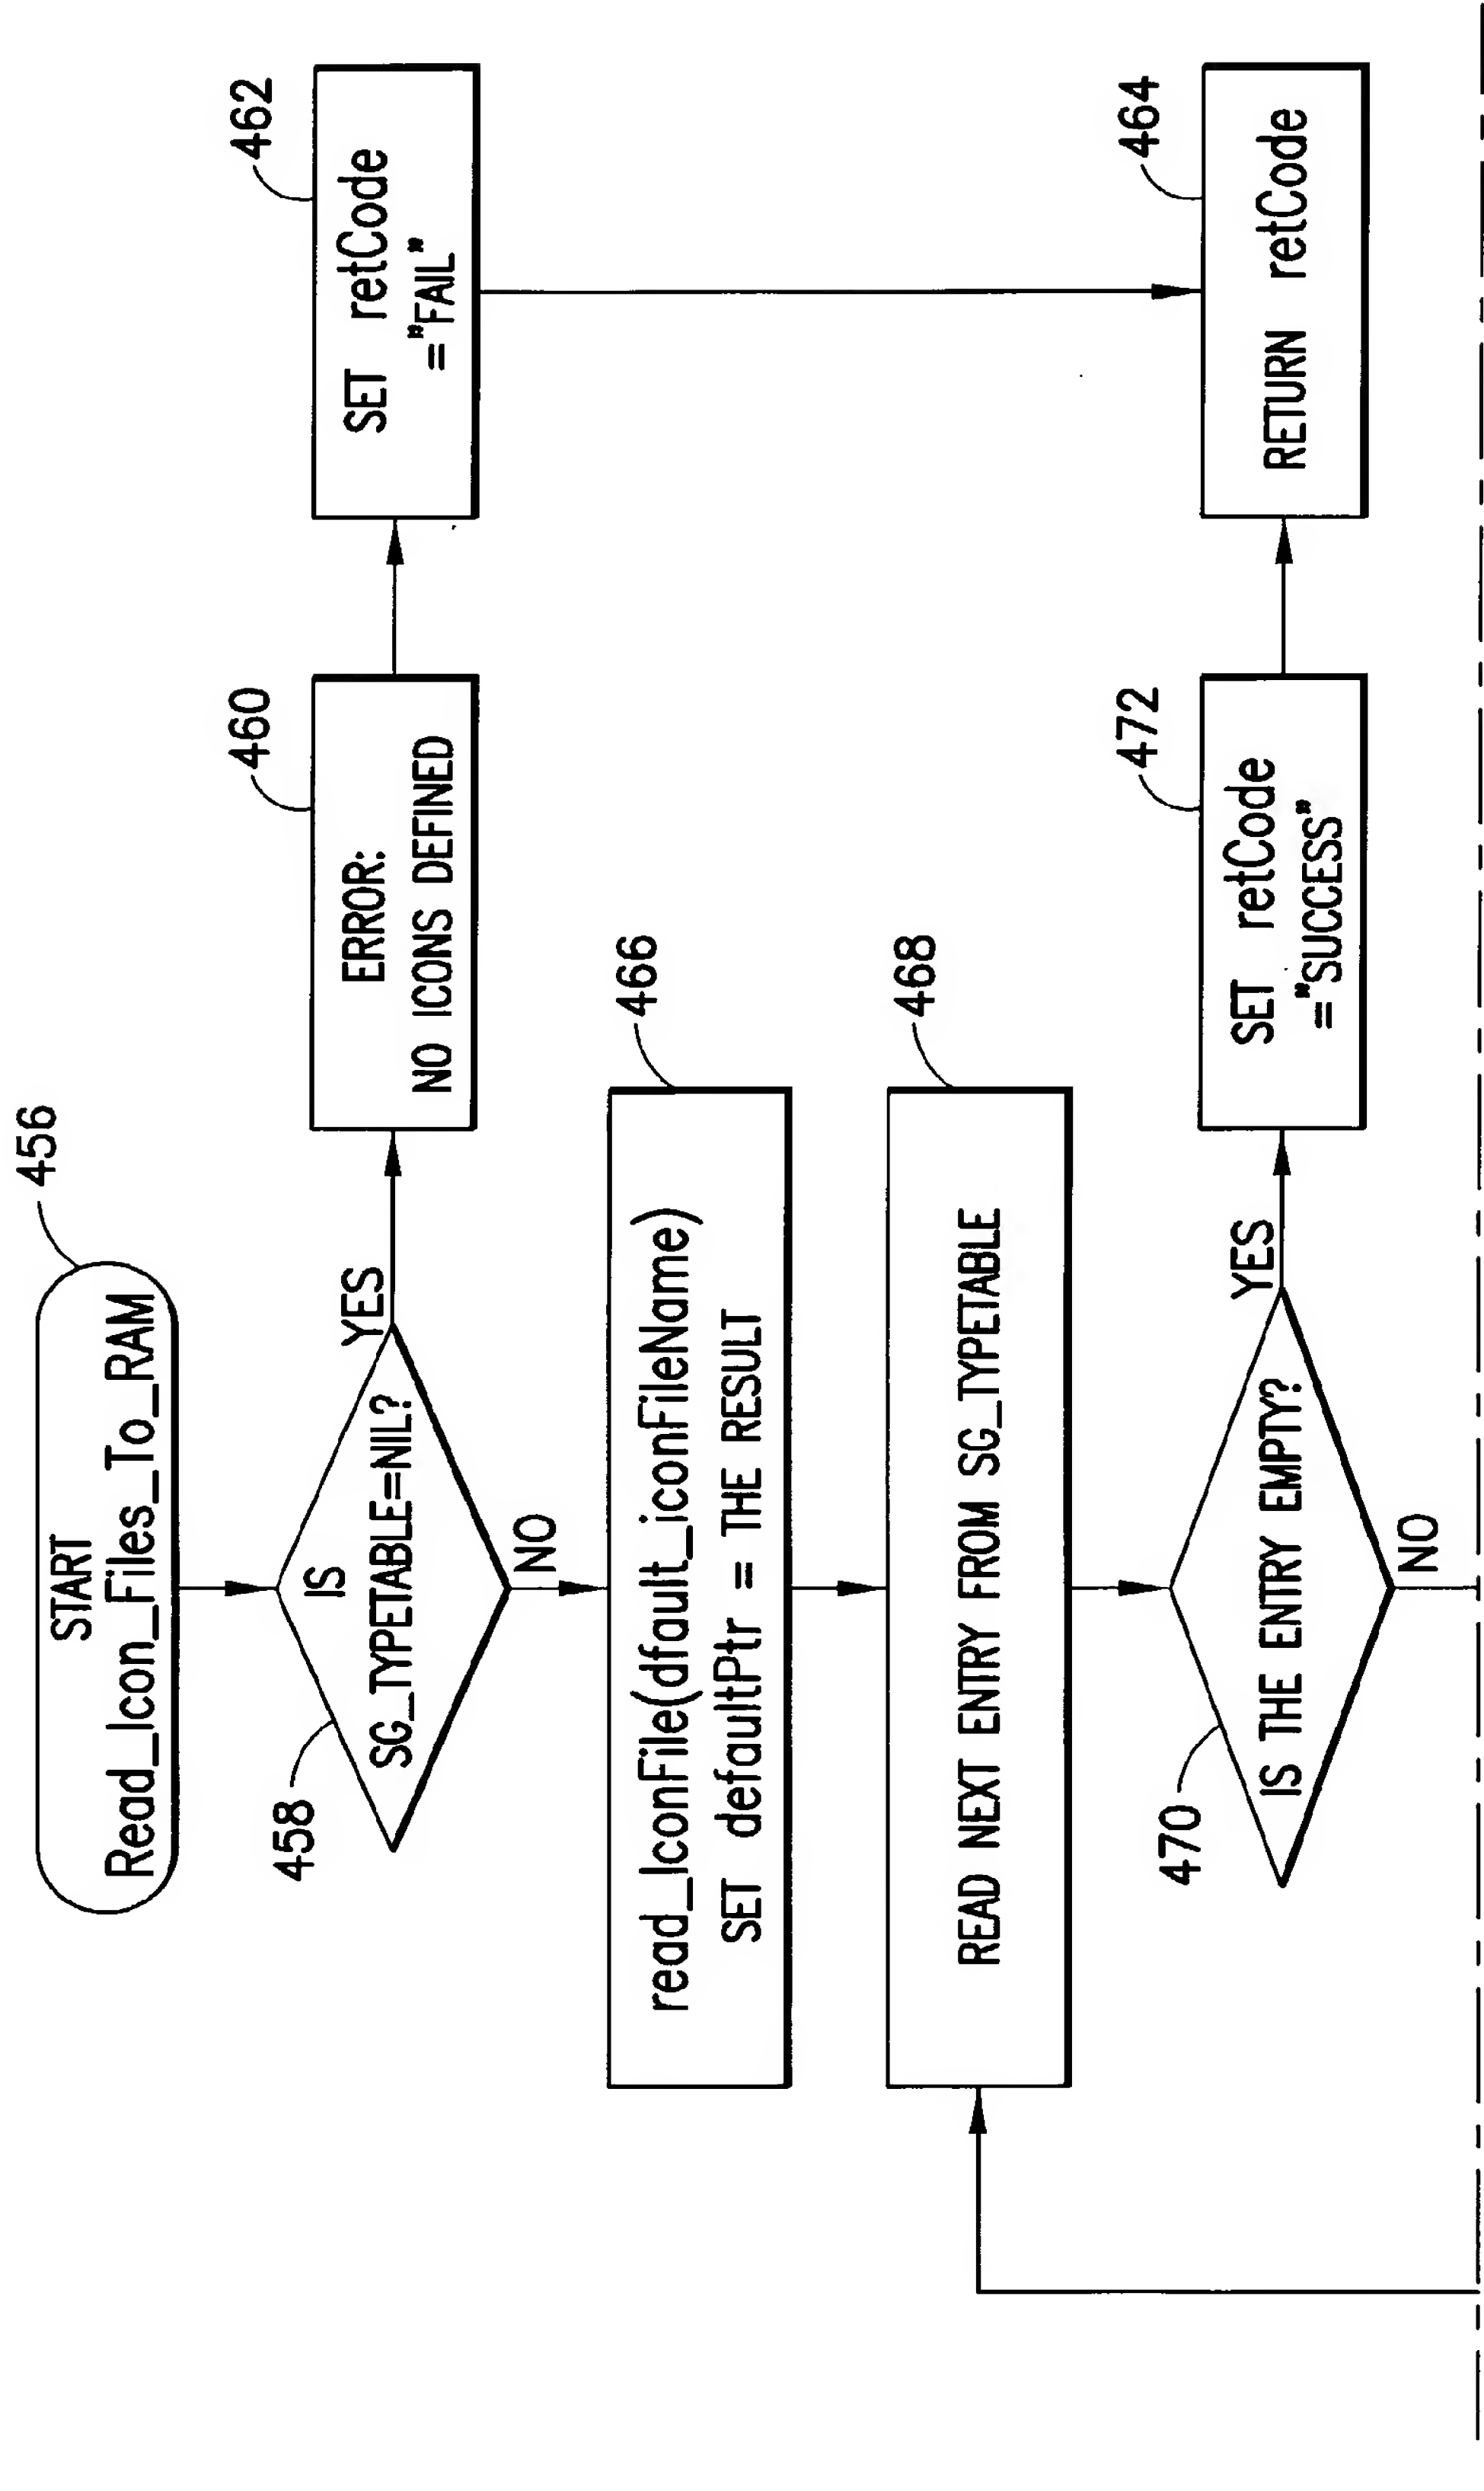 456
START
Read_Icon_Files_To_RAM
458
IS
SG_TYPETABLE=NIL?
YES
NO
460
ERROR:
NO ICONS DEFINED
462
SET retCode
="FAIL"
466
read_IconFile(dfault_iconFileName)
SET defaultPtr = THE RESULT
468
READ NEXT ENTRY FROM SG_TYPETABLE
470
IS THE ENTRY EMPTY?
YES
NO
472
SET retCode
="SUCCESS"
464
RETURN retCode